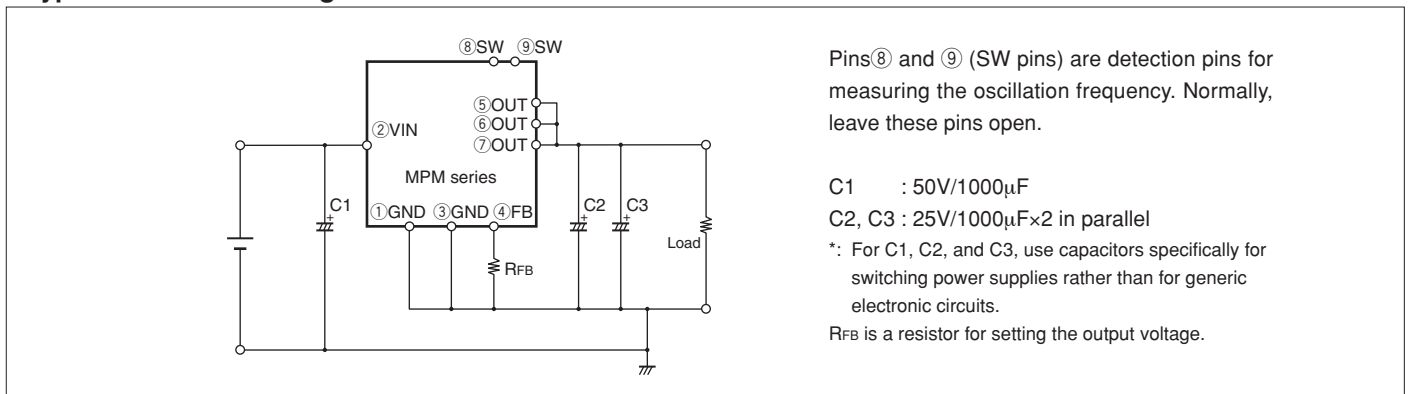 ⑧SW ⑨SW
⑤OUT
⑥OUT
⑦OUT
②VIN
MPM series
①GND ③GND ④FB
C1
+
C2
+
C3
+
Load
RFB
Pins⑧ and ⑨ (SW pins) are detection pins for
measuring the oscillation frequency. Normally,
leave these pins open.
C1 : 50V/1000μF
C2, C3 : 25V/1000μF×2 in parallel
*: For C1, C2, and C3, use capacitors specifically for
switching power supplies rather than for generic
electronic circuits.
RFB is a resistor for setting the output voltage.